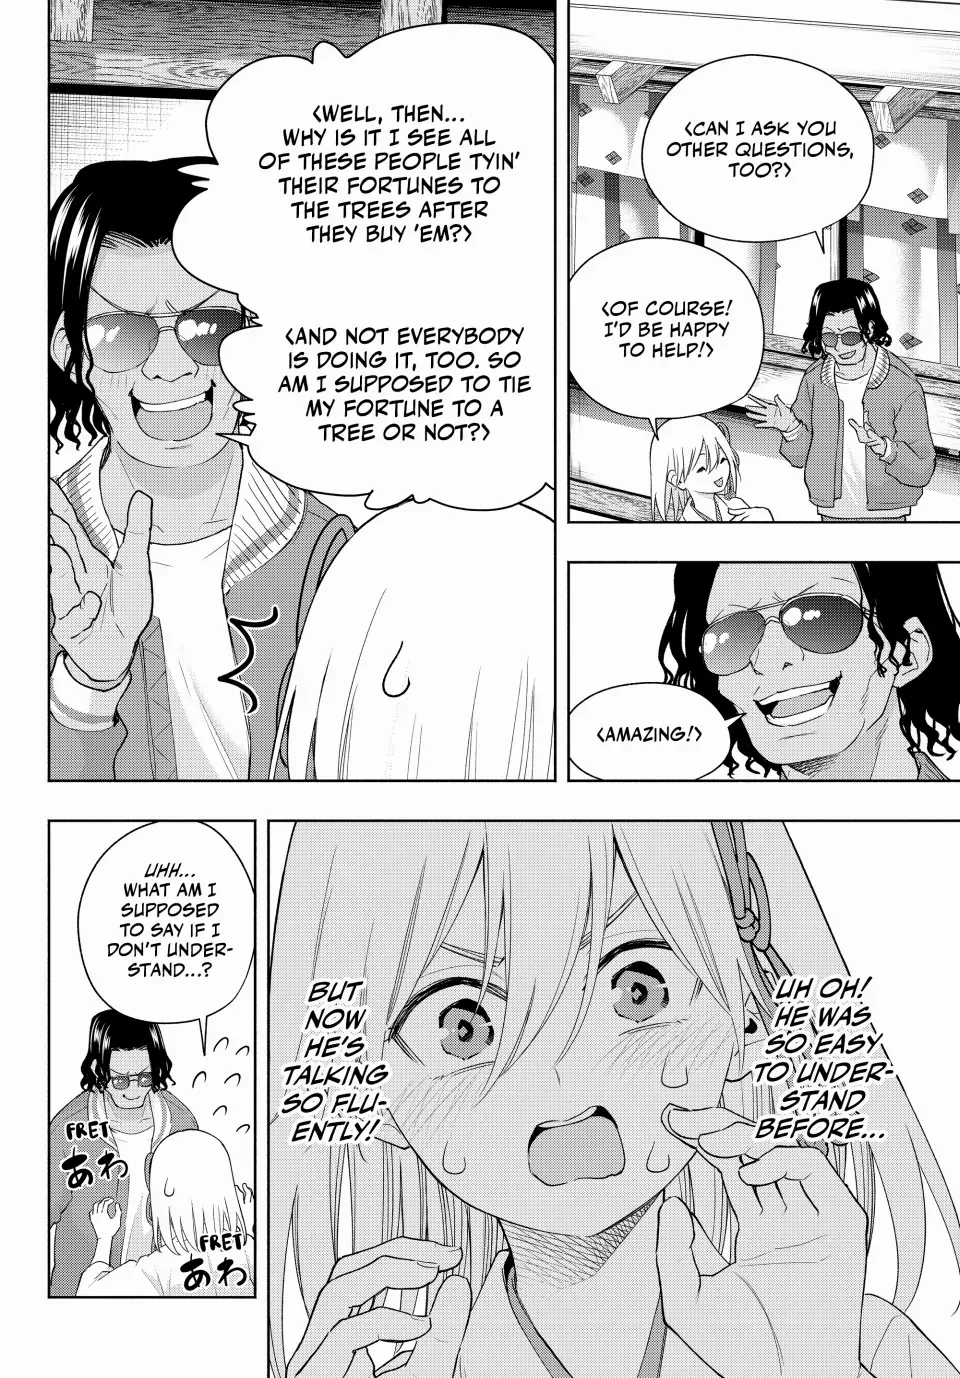 <CAN I ASK YOU
OTHER QUESTIONS,
TOO?>
<OF COURSE!
I'D BE HAPPY
TO HELP!>
<AMAZING!>
<WELL, THEN...
WHY IS IT I SEE ALL
OF THESE PEOPLE TYIN'
THEIR FORTUNES TO
THE TREES AFTER
THEY BUY 'EM?>
<AND NOT EVERYBODY
IS DOING IT, TOO. SO
AM I SUPPOSED TO TIE
MY FORTUNE TO A
TREE OR NOT?>
UH OH!
HE WAS
SO EASY
TO UNDER-
STAND
BEFORE...
BUT
NOW
HE'S
TALKING
SO FLU-
ENTLY!
UHH...
WHAT AM I
SUPPOSED
TO SAY IF I
DON'T UNDER-
STAND...?
FRET
あわ
FRET
あわ